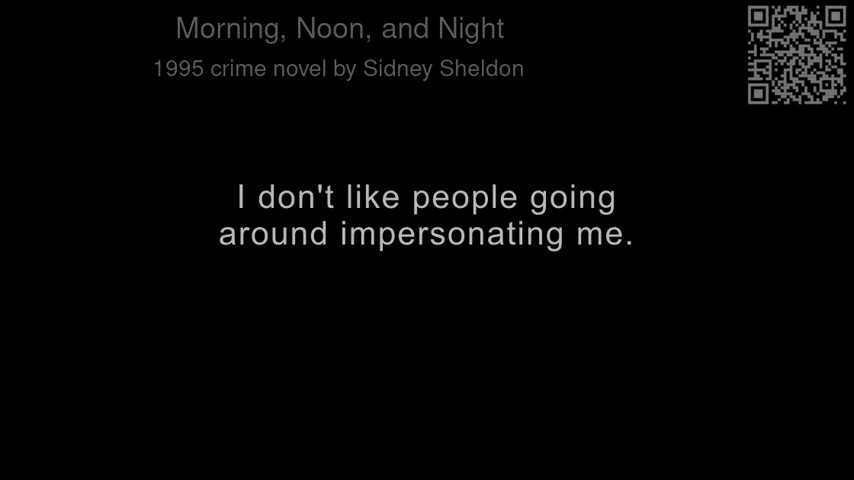 Morning, Noon, and Night
1995 crime novel by Sidney Sheldon
I don't like people going
around impersonating me.